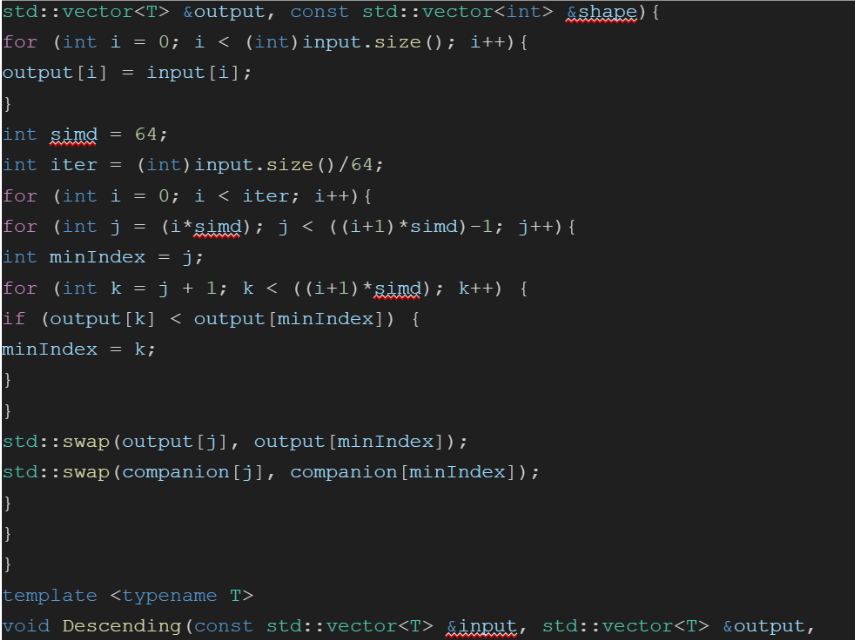 std::vector<T> &output, const std::vector<int> &shape){
for (int i = 0; i < (int)input.size(); i++){
output[i] = input[i];
}
int simd = 64;
int iter = (int)input.size()/64;
for (int i = 0; i < iter; i++){
for (int j = (i*simd); j < ((i+1)*simd)-1; j++){
int minIndex = j;
for (int k = j + 1; k < ((i+1)*simd); k++) {
if (output[k] < output[minIndex]) {
minIndex = k;
}
}
std::swap(output[j], output[minIndex]);
std::swap(companion[j], companion[minIndex]);
}
}
}
template <typename T>
void Descending(const std::vector<T> &input, std::vector<T> &output,